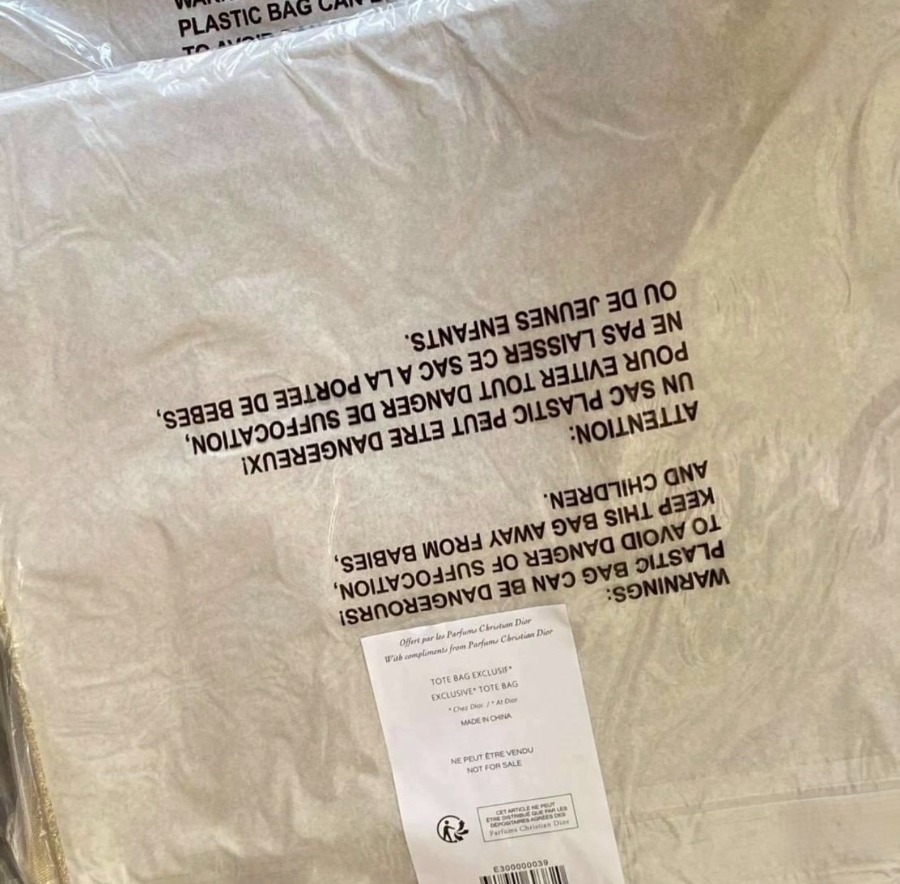 PLASTIC BAG CAN
TO AVOID
WARNINGS:
PLASTIC BAG CAN BE DANGEROURS!
TO AVOID DANGER OF SUFFOCATION,
KEEP THIS BAG AWAY FROM BABIES,
AND CHILDREN.
ATTENTION:
UN SAC PLASTIC PEUT ETRE DANGEREUX!
POUR EVITER TOUT DANGER DE SUFFOCATION,
NE PAS LAISSER CE SAC A LA PORTEE DE BEBES,
OU DE JEUNES ENFANTS.
Offert par les Parfums Christian Dior
With compliments from Parfums Christian Dior
TOTE BAG EXCLUSIF*
EXCLUSIVE* TOTE BAG
* Chez Dior. / * At Dior
MADE IN CHINA
NE PEUT ÊTRE VENDU
NOT FOR SALE
CET ARTICLE NE PEUT
ETRE DISTRIBUÉ QUE PAR LES
DÉPOSITAIRES AGRÉÉS DES
Parfums Christian Dior
E300000039